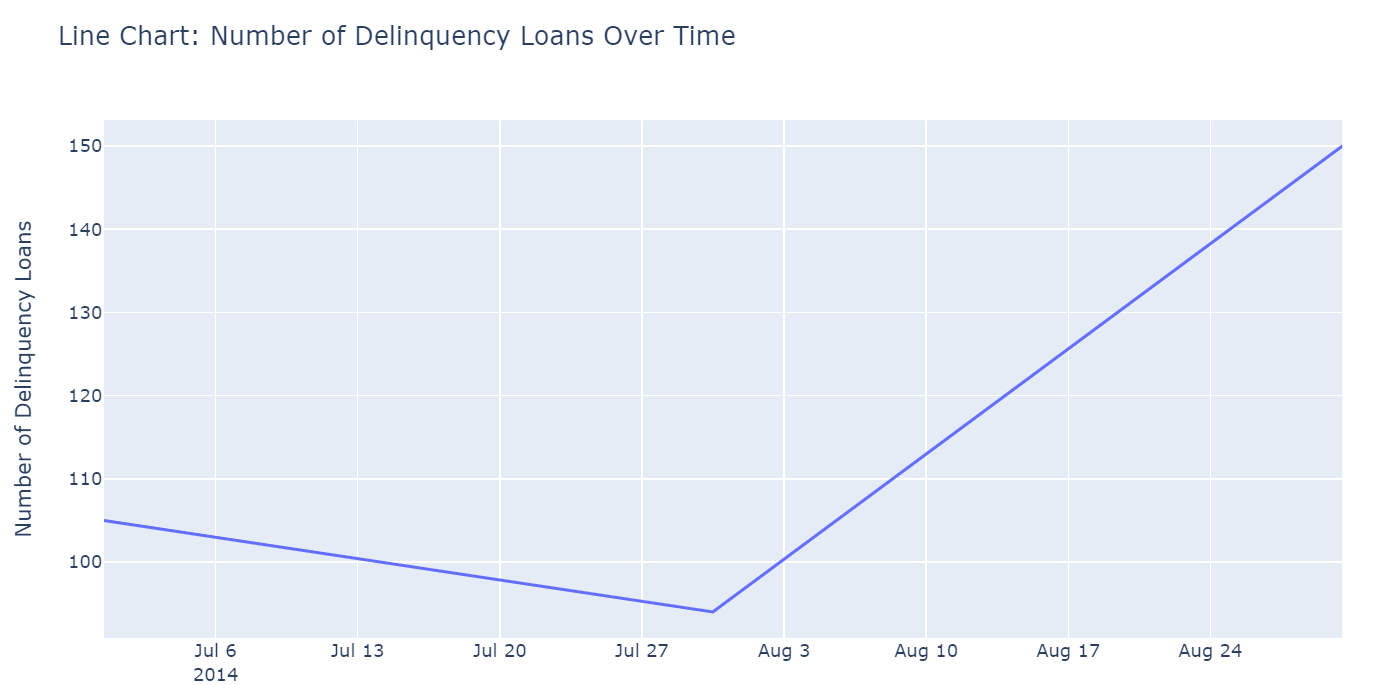 Line Chart: Number of Delinquency Loans Over Time
Number of Delinquency Loans
150
140
130
120
110
100
Jul 6
2014
Jul 13
Jul 20
Jul 27
Aug 3
Aug 10
Aug 17
Aug 24